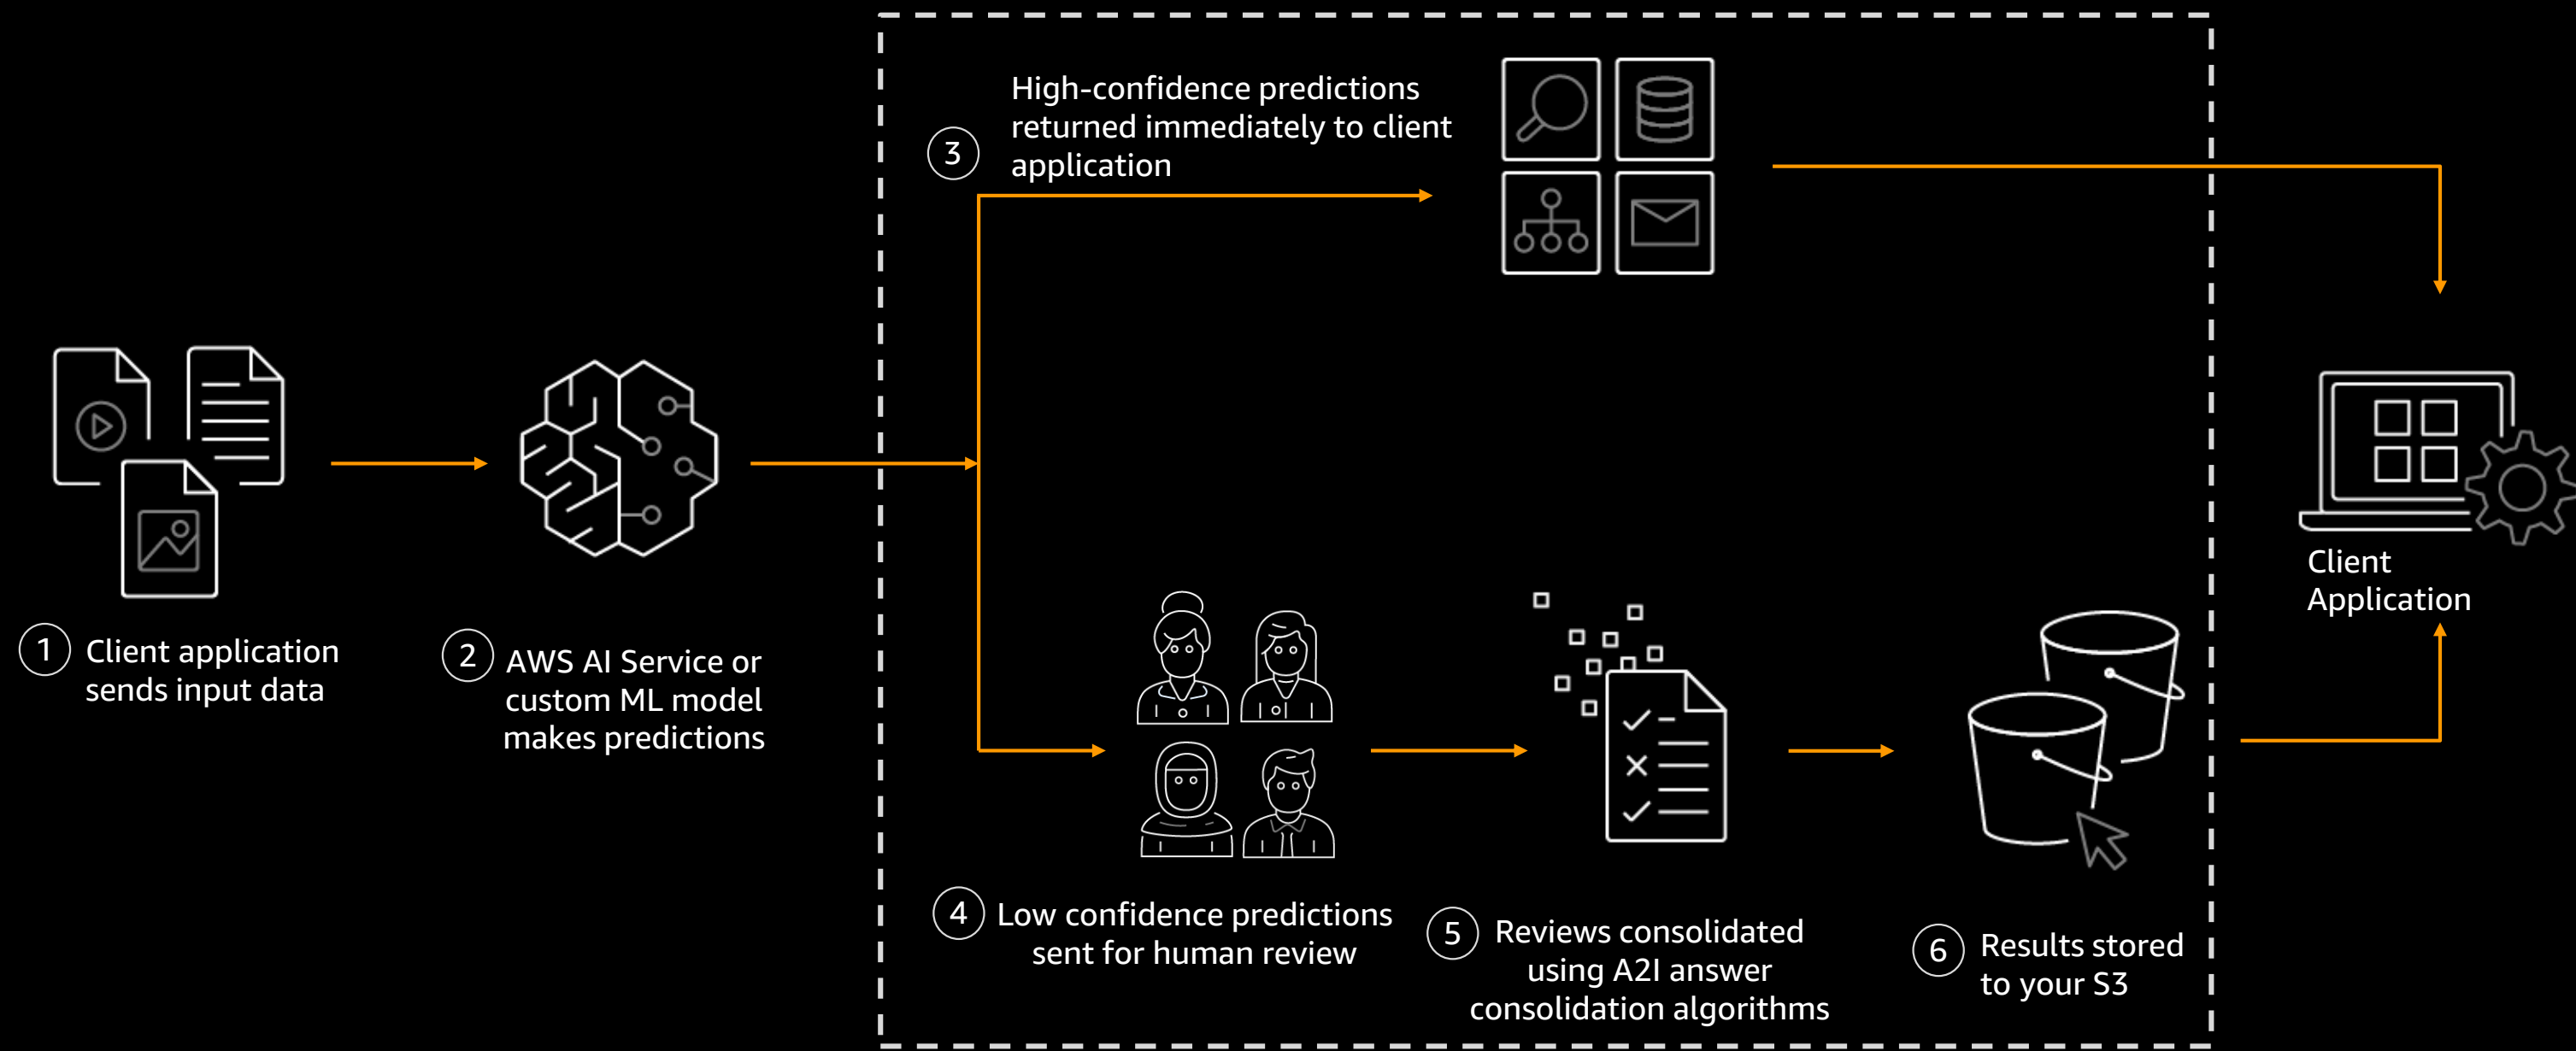 1
Client application
sends input data
2
AWS AI Service or
custom ML model
makes predictions
3
High-confidence predictions
returned immediately to client
application
4
Low confidence predictions
sent for human review
5
Reviews consolidated
using A2I answer
consolidation algorithms
6
Results stored
to your S3
Client
Application